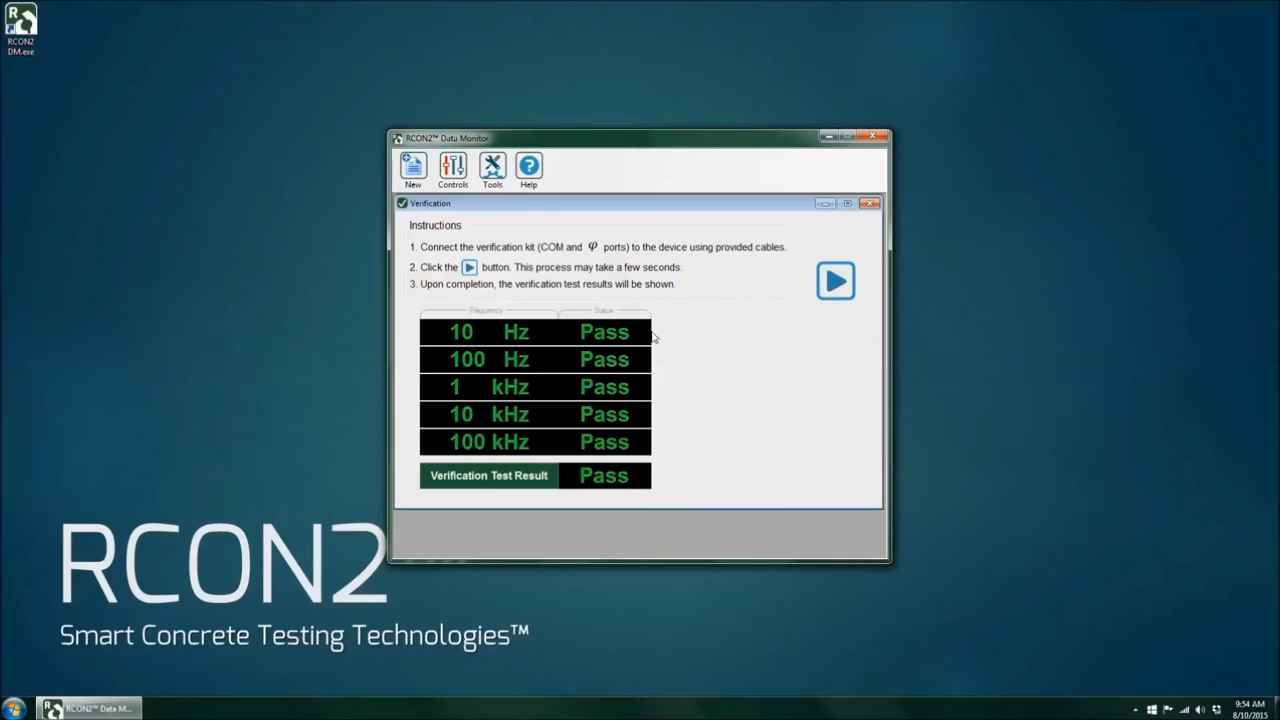 RCON2
DM.exe
RCON2™ Data Monitor
New
Controls
Tools
Help
Verification
Instructions
1. Connect the verification kit (COM and φ ports) to the device using provided cables.
2. Click the button. This process may take a few seconds.
3. Upon completion, the verification test results will be shown.
Frequency Status
10 Hz Pass
100 Hz Pass
1 kHz Pass
10 kHz Pass
100 kHz Pass
Verification Test Result Pass
RCON2
Smart Concrete Testing Technologies™
RCON2™ Data M...
9:54 AM
8/10/2015